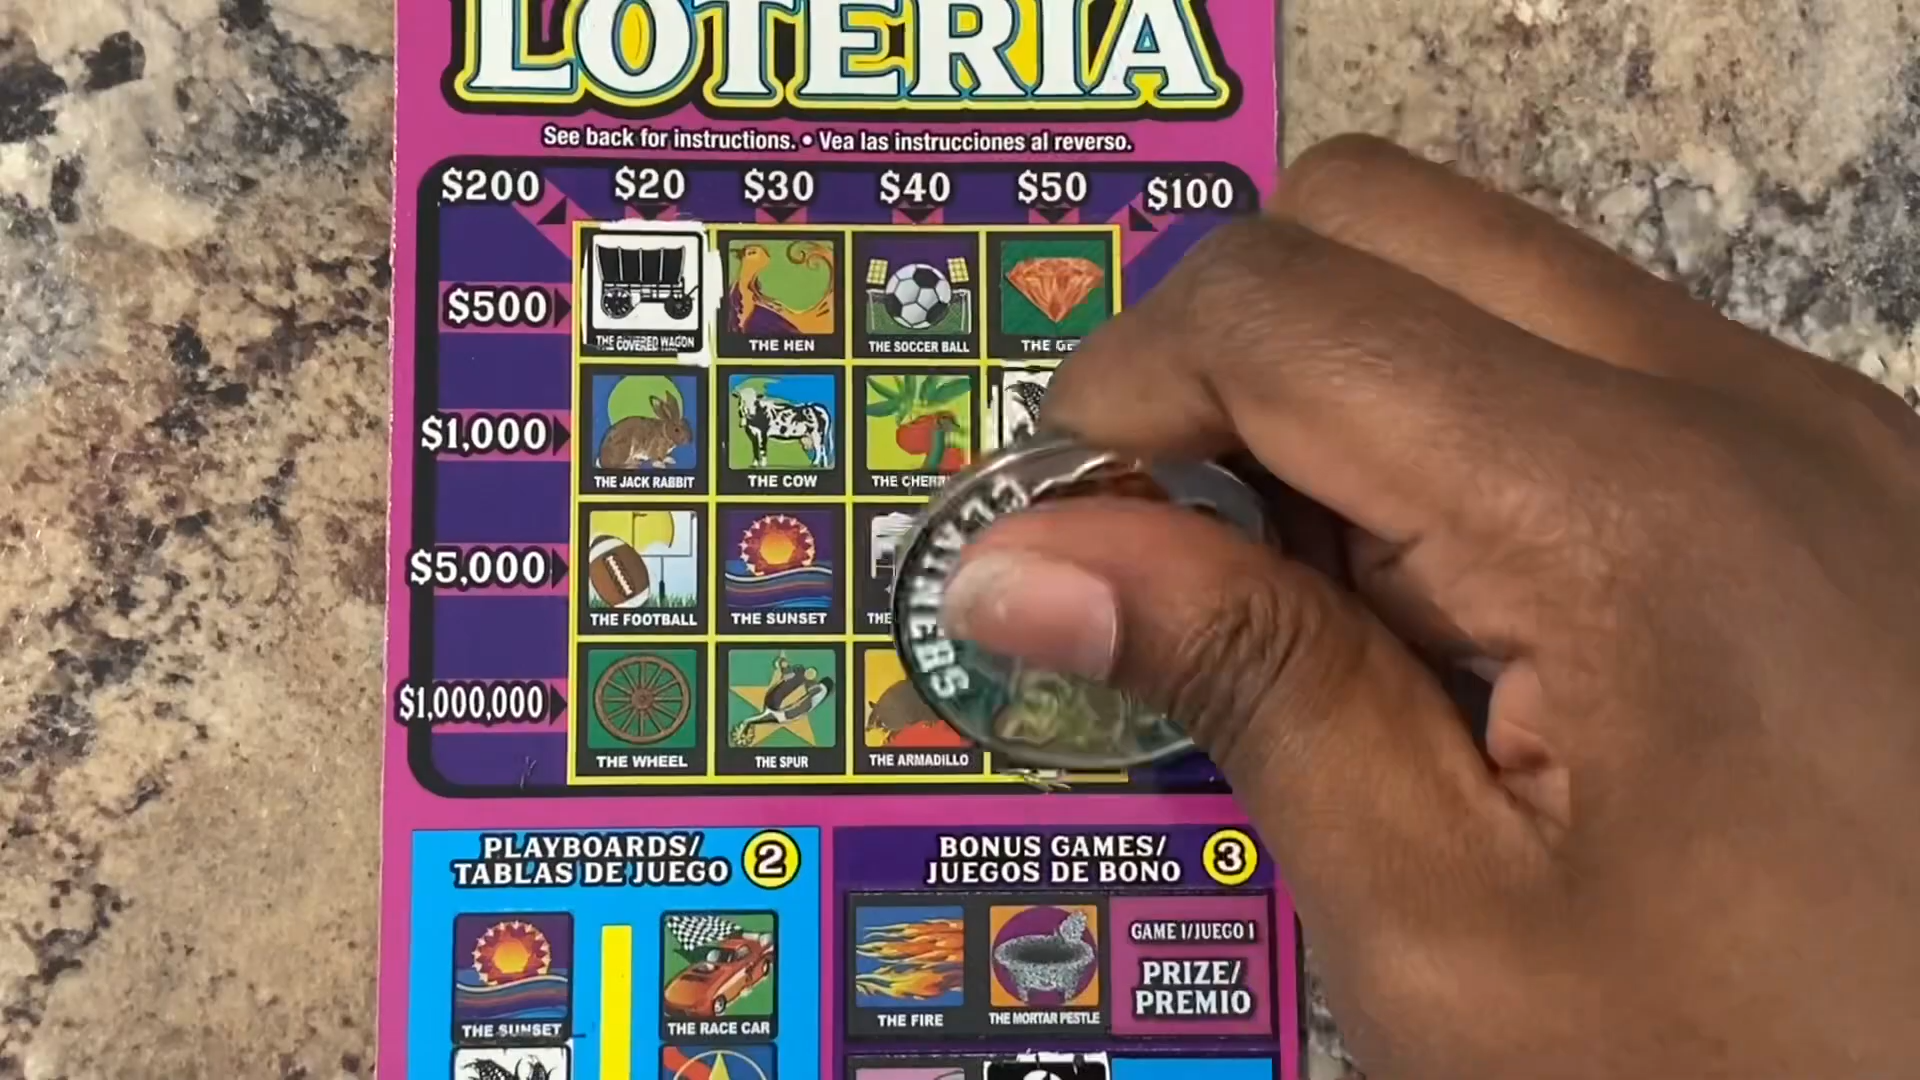 LOTERIA
See back for instructions. • Vea las instrucciones al reverso.
$200 $20 $30 $40 $50 $100
$500
THE COVERED WAGON THE HEN THE SOCCER BALL THE
$1,000
THE JACK RABBIT THE COW THE
$5,000
THE FOOTBALL THE SUNSET THE
$1,000,000
THE WHEEL THE SPUR THE ARMADILLO
PLAYBOARDS/
TABLAS DE JUEGO 2
THE SUNSET THE RACE CAR
BONUS GAMES/
JUEGOS DE BONO 3
THE FIRE THE MORTAR PESTLE
GAME 1/JUEGO 1
PRIZE/
PREMIO